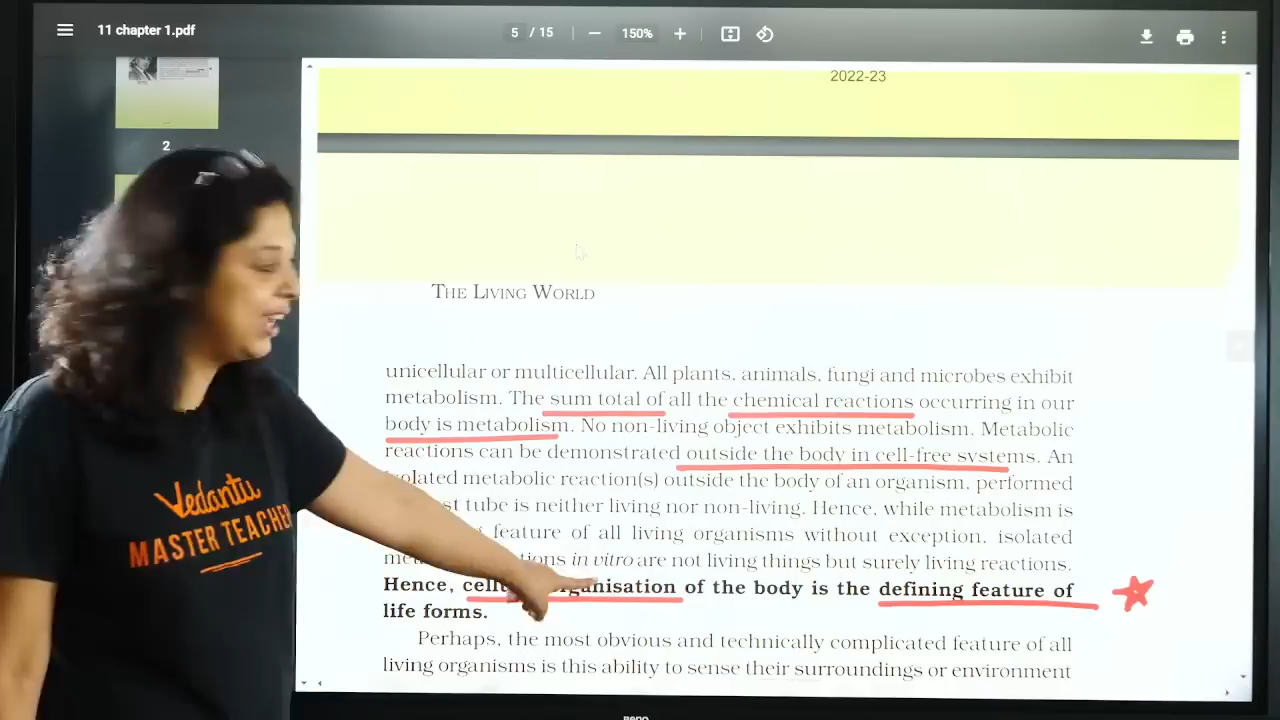 11 chapter 1.pdf
5 / 15
150%
2022-23
2
THE LIVING WORLD
unicellular or multicellular. All plants, animals, fungi and microbes exhibit
metabolism. The sum total of all the chemical reactions occurring in our
body is metabolism. No non-living object exhibits metabolism. Metabolic
reactions can be demonstrated outside the body in cell-free systems. An
isolated metabolic reaction(s) outside the body of an organism, performed
tube is neither living nor non-living. Hence, while metabolism is
feature of all living organisms without exception, isolated
in vitro are not living things but surely living reactions.
Hence, organisation of the body is the defining feature of
life forms.
Perhaps, the most obvious and technically complicated feature of all
living organisms is this ability to sense their surroundings or environment
Vedantu
MASTER TEACHER
BenQ